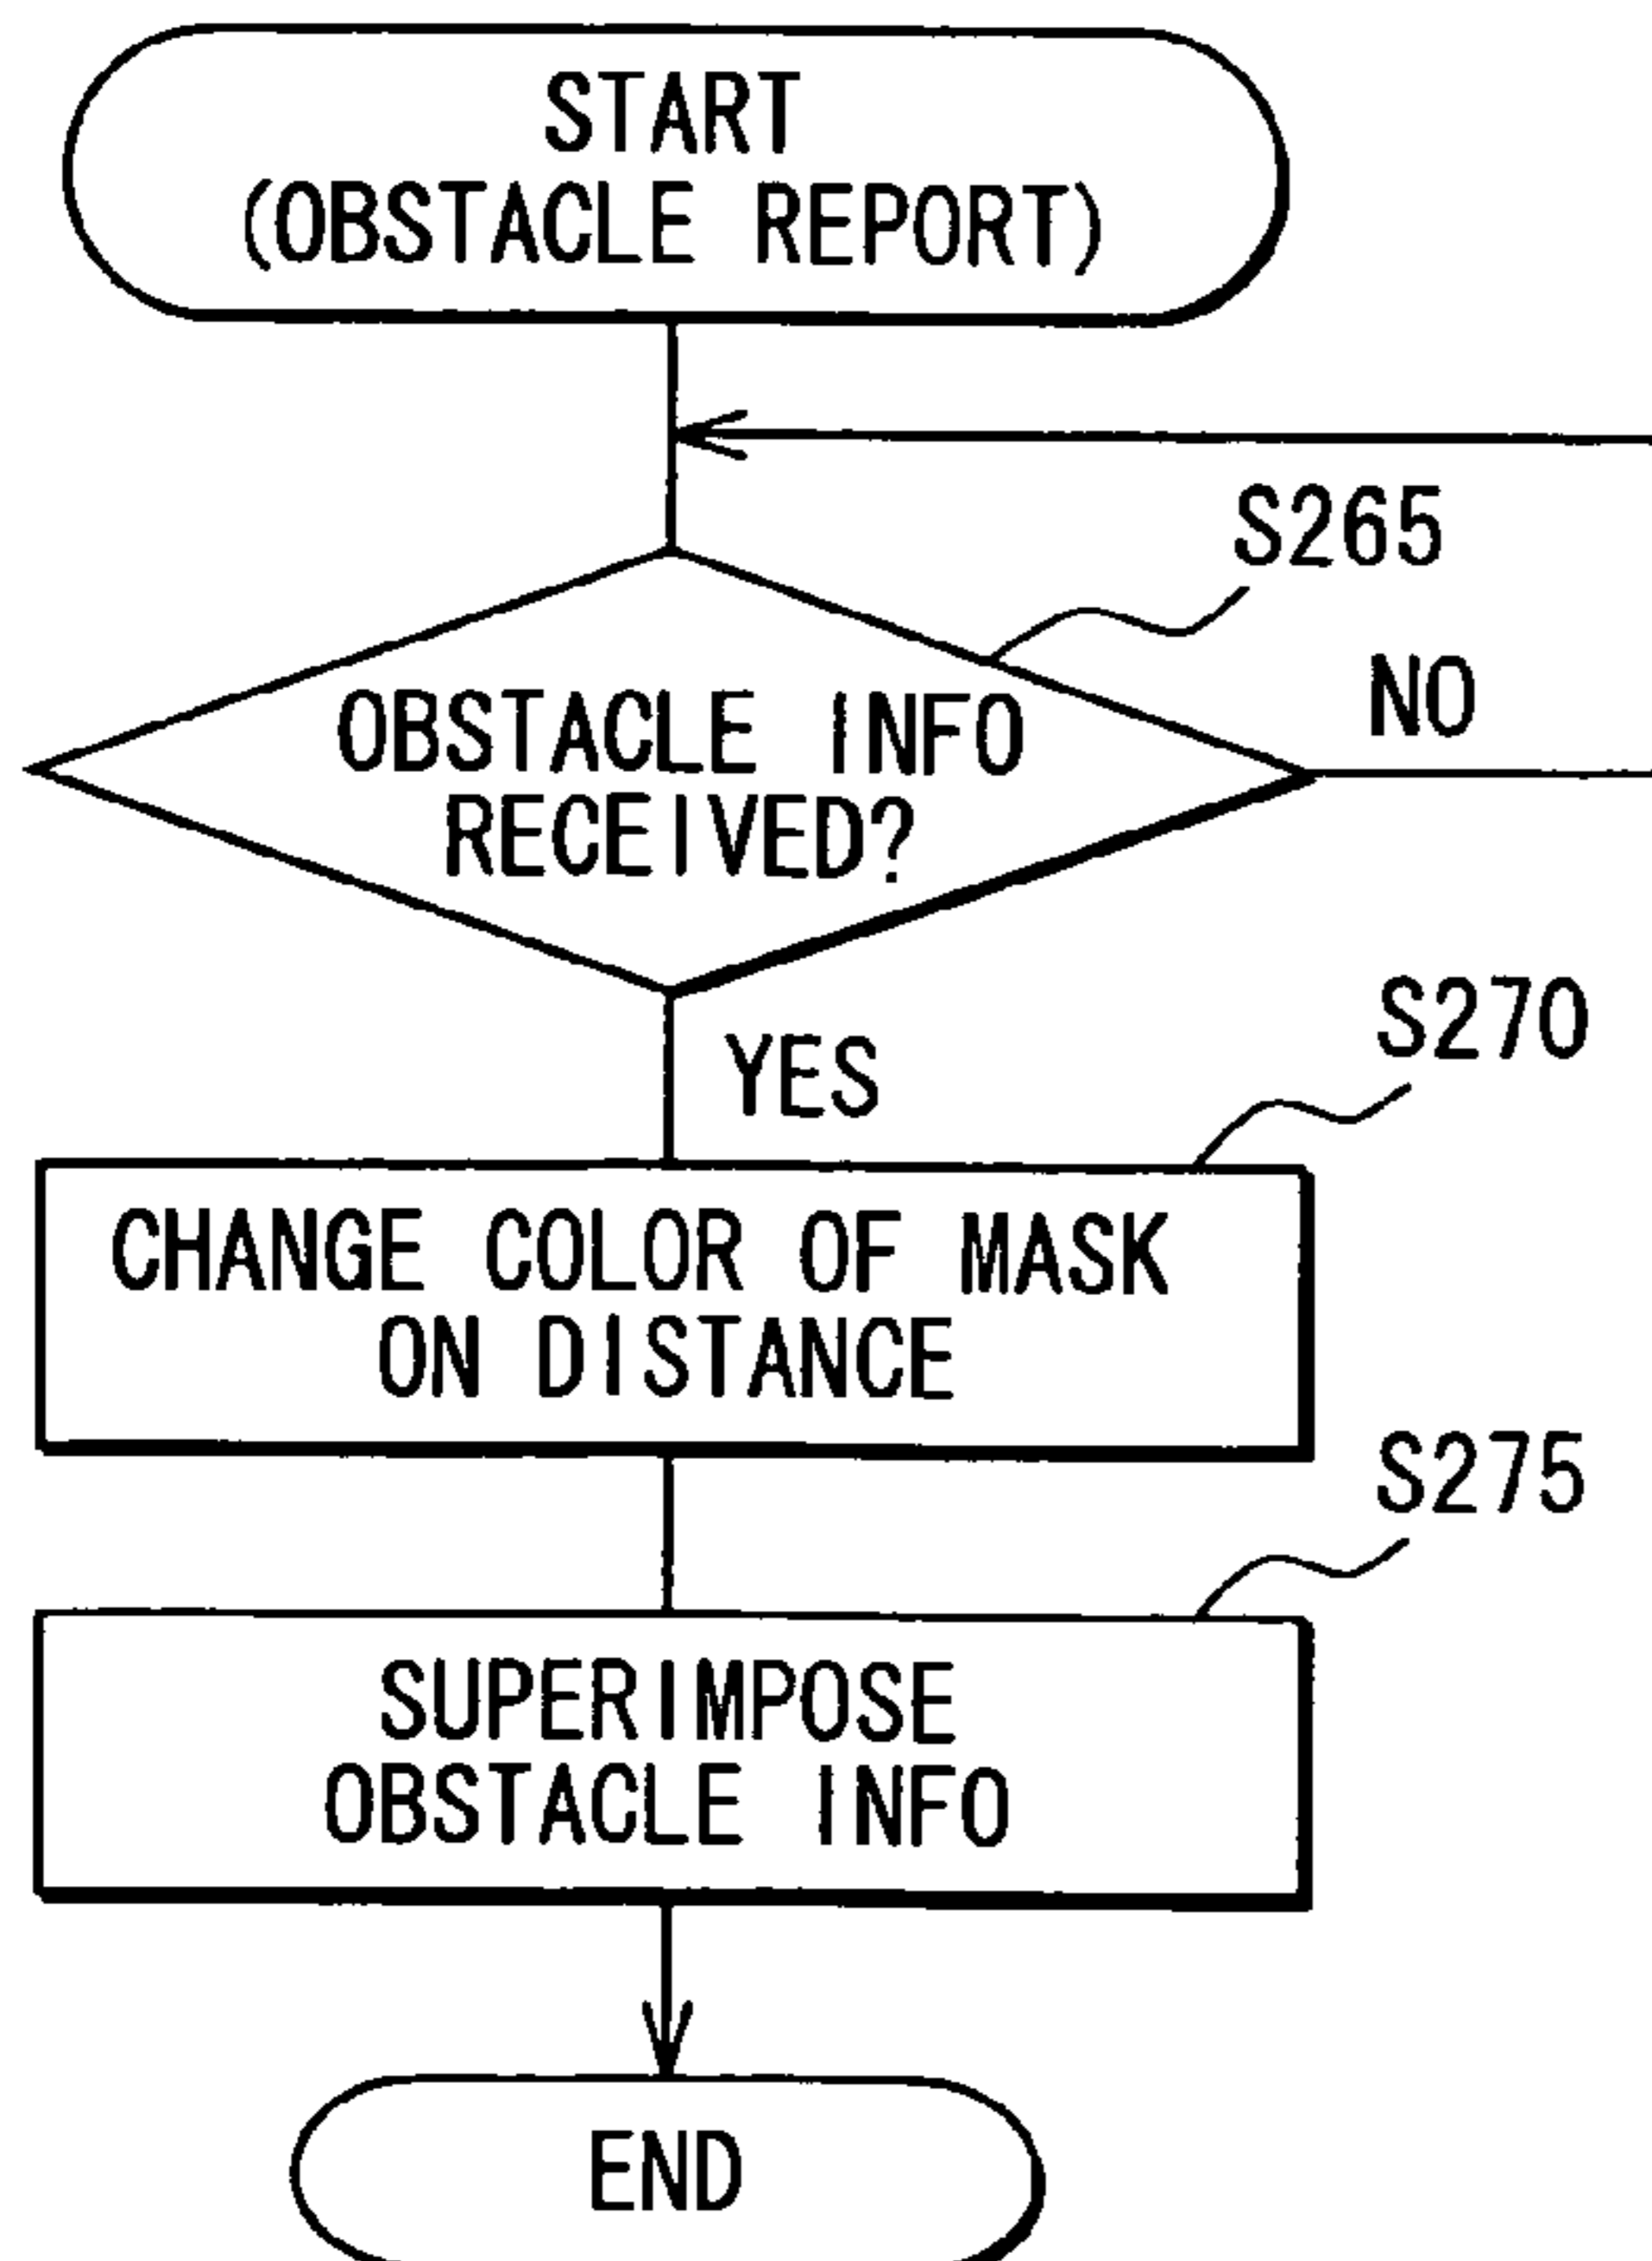 START
(OBSTACLE REPORT)
S265
OBSTACLE INFO
RECEIVED?
NO
YES
S270
CHANGE COLOR OF MASK
ON DISTANCE
S275
SUPERIMPOSE
OBSTACLE INFO
END